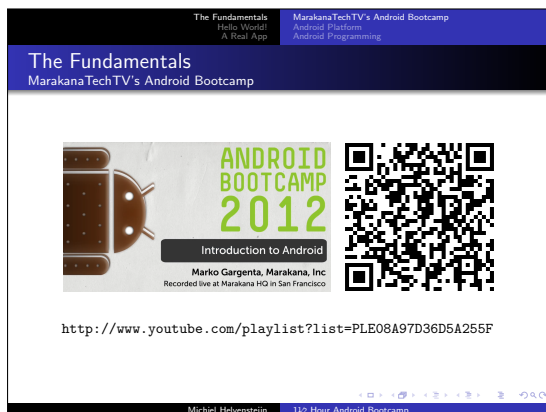 The Fundamentals
Hello World!
A Real App
MarakanaTechTV's Android Bootcamp
Android Platform
Android Programming
The Fundamentals
MarakanaTechTV's Android Bootcamp
ANDROID
BOOTCAMP
2012
Introduction to Android
Marko Gargenta, Marakana, Inc
Recorded live at Marakana HQ in San Francisco
http://www.youtube.com/playlist?list=PLE08A97D36D5A255F
Michiel Helvensteijn
1½ Hour Android Bootcamp